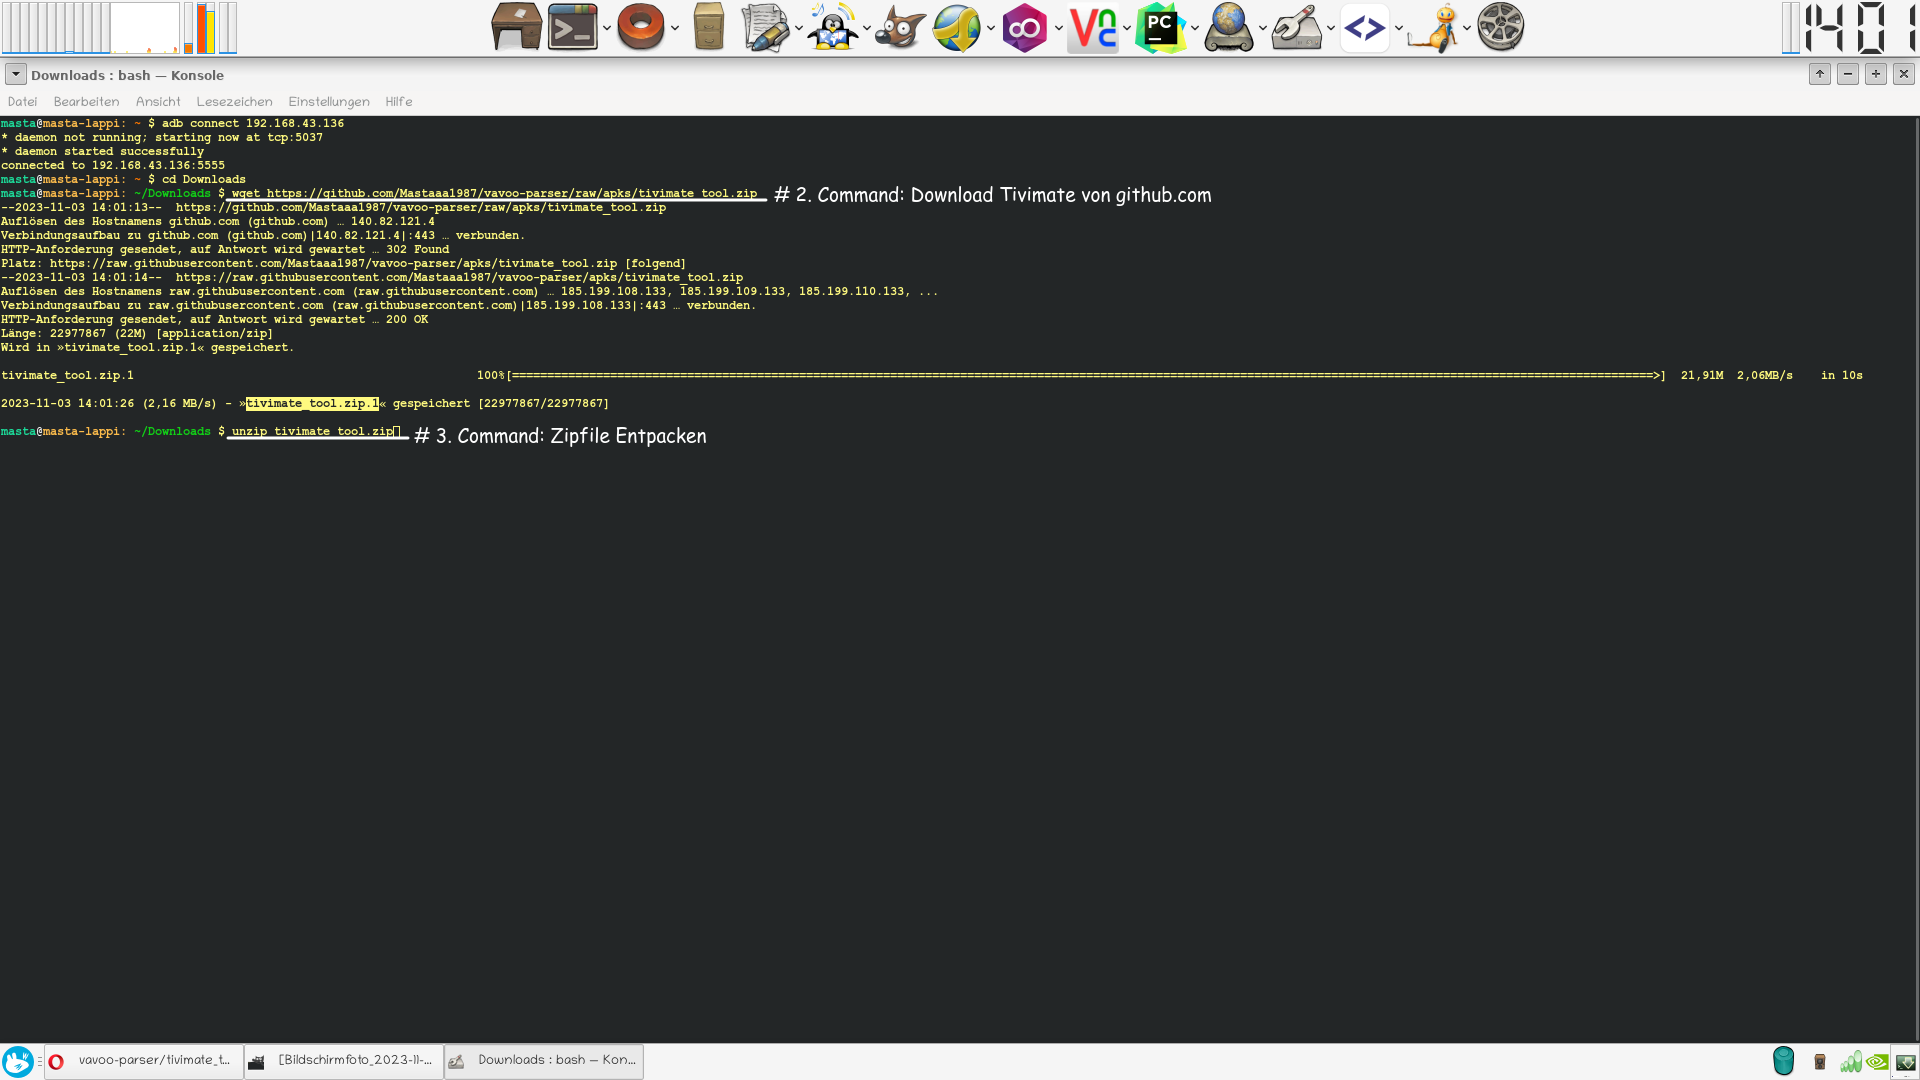 1401
Downloads : bash — Konsole
Datei Bearbeiten Ansicht Lesezeichen Einstellungen Hilfe
masta@masta-lappi: ~ $ adb connect 192.168.43.136
* daemon not running; starting now at tcp:5037
* daemon started successfully
connected to 192.168.43.136:5555
masta@masta-lappi: ~ $ cd Downloads
masta@masta-lappi: ~/Downloads $ wget https://github.com/Mastaaa1987/vavoo-parser/raw/apks/tivimate_tool.zip # 2. Command: Download Tivimate von github.com
--2023-11-03 14:01:13-- https://github.com/Mastaaa1987/vavoo-parser/raw/apks/tivimate_tool.zip
Auflösen des Hostnamens github.com (github.com) … 140.82.121.4
Verbindungsaufbau zu github.com (github.com)|140.82.121.4|:443 … verbunden.
HTTP-Anforderung gesendet, auf Antwort wird gewartet … 302 Found
Platz: https://raw.githubusercontent.com/Mastaaa1987/vavoo-parser/apks/tivimate_tool.zip [folgend]
--2023-11-03 14:01:14-- https://raw.githubusercontent.com/Mastaaa1987/vavoo-parser/apks/tivimate_tool.zip
Auflösen des Hostnamens raw.githubusercontent.com (raw.githubusercontent.com) … 185.199.108.133, 185.199.109.133, 185.199.110.133, ...
Verbindungsaufbau zu raw.githubusercontent.com (raw.githubusercontent.com)|185.199.108.133|:443 … verbunden.
HTTP-Anforderung gesendet, auf Antwort wird gewartet … 200 OK
Länge: 22977867 (22M) [application/zip]
Wird in »tivimate_tool.zip.1« gespeichert.
tivimate_tool.zip.1 100%[===================>] 21,91M 2,06MB/s in 10s
2023-11-03 14:01:26 (2,16 MB/s) - »tivimate_tool.zip.1« gespeichert [22977867/22977867]
masta@masta-lappi: ~/Downloads $ unzip tivimate_tool.zip # 3. Command: Zipfile Entpacken
vavoo-parser/tivimate_t... [Bildschirmfoto_2023-11-... Downloads : bash — Kon...